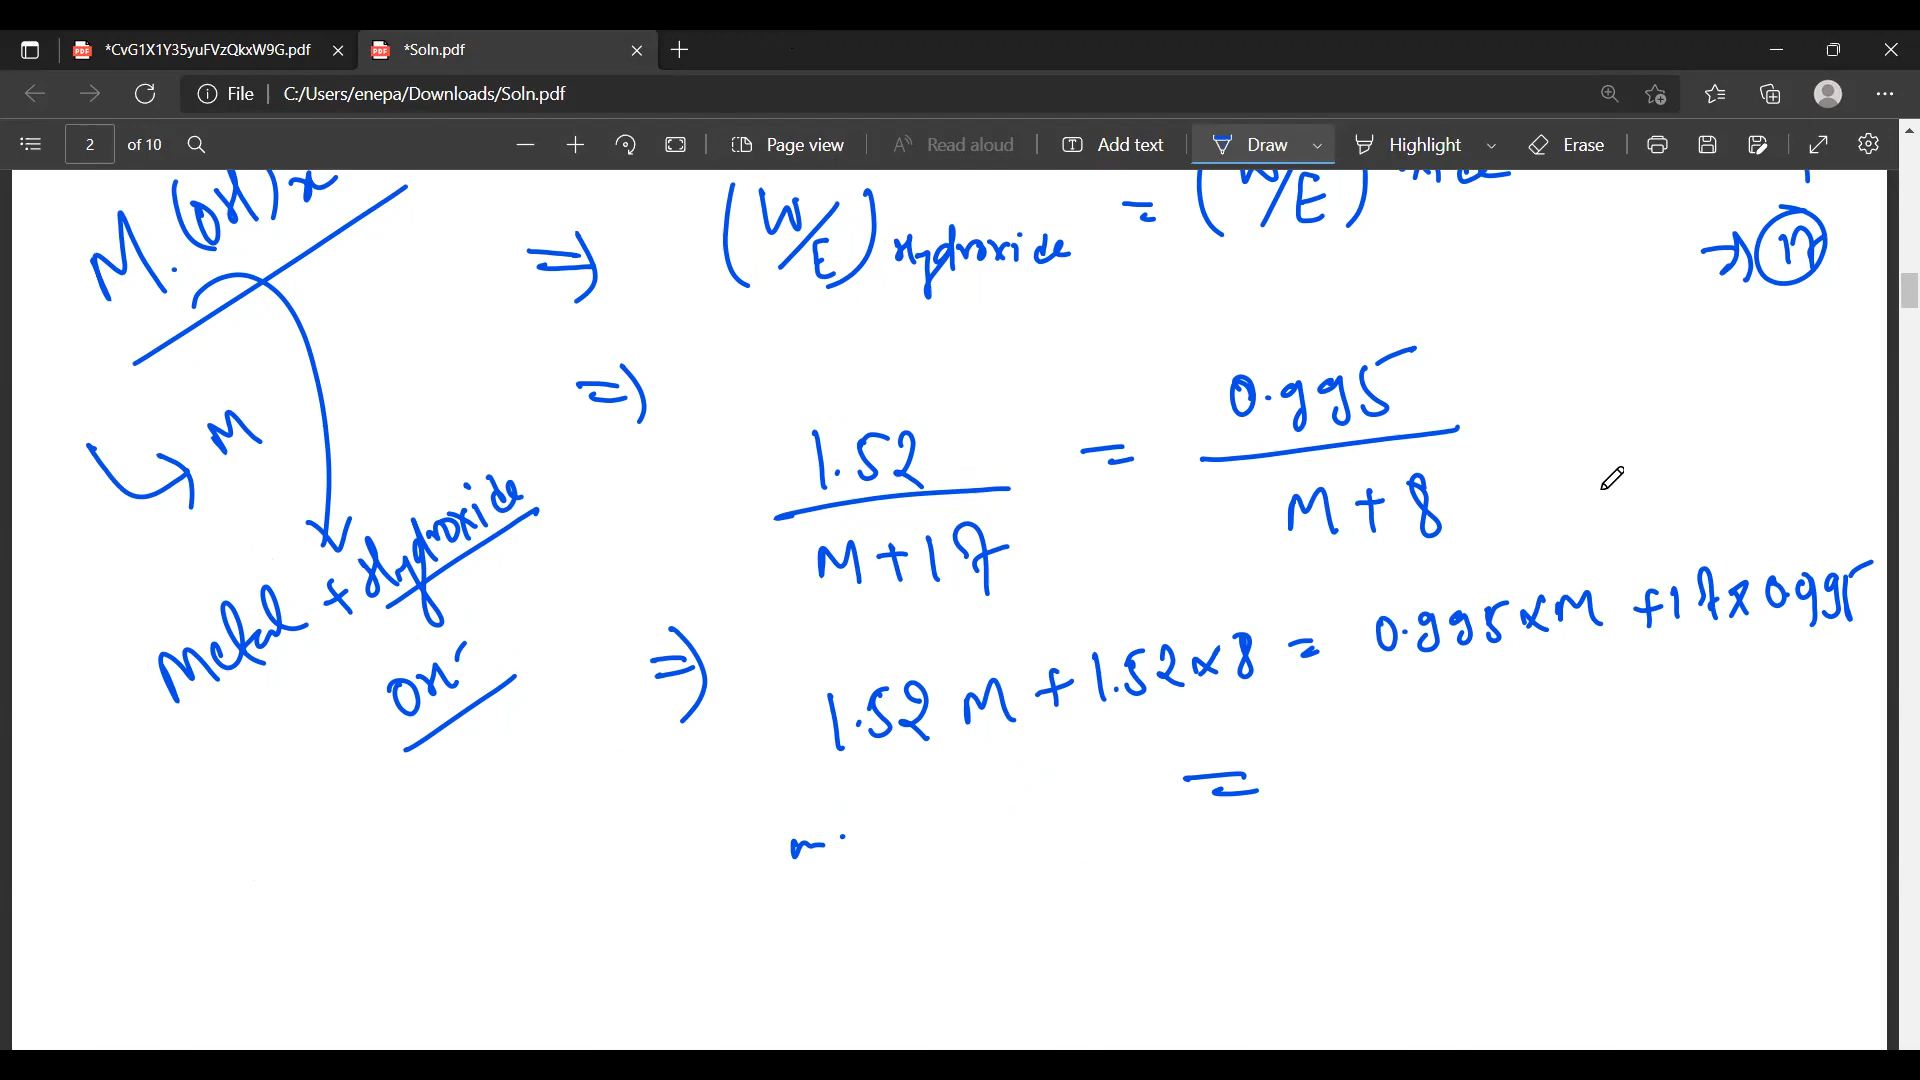 *CvG1X1Y35yuFVzQkxW9G.pdf
*Soln.pdf
File
C:/Users/enepa/Downloads/Soln.pdf
2 of 10
Page view
Read aloud
Add text
Draw
Highlight
Erase
M.(OH)x
⇒ (W/E) Hydroxide = (W/E)
⇒ 17
M
⇒ 1.52 / M+17 = 0.995 / M+8
Metal + Hydroxide
OH⁻
⇒ 1.52 M + 1.52×8 = 0.995×M + 17×0.995
=